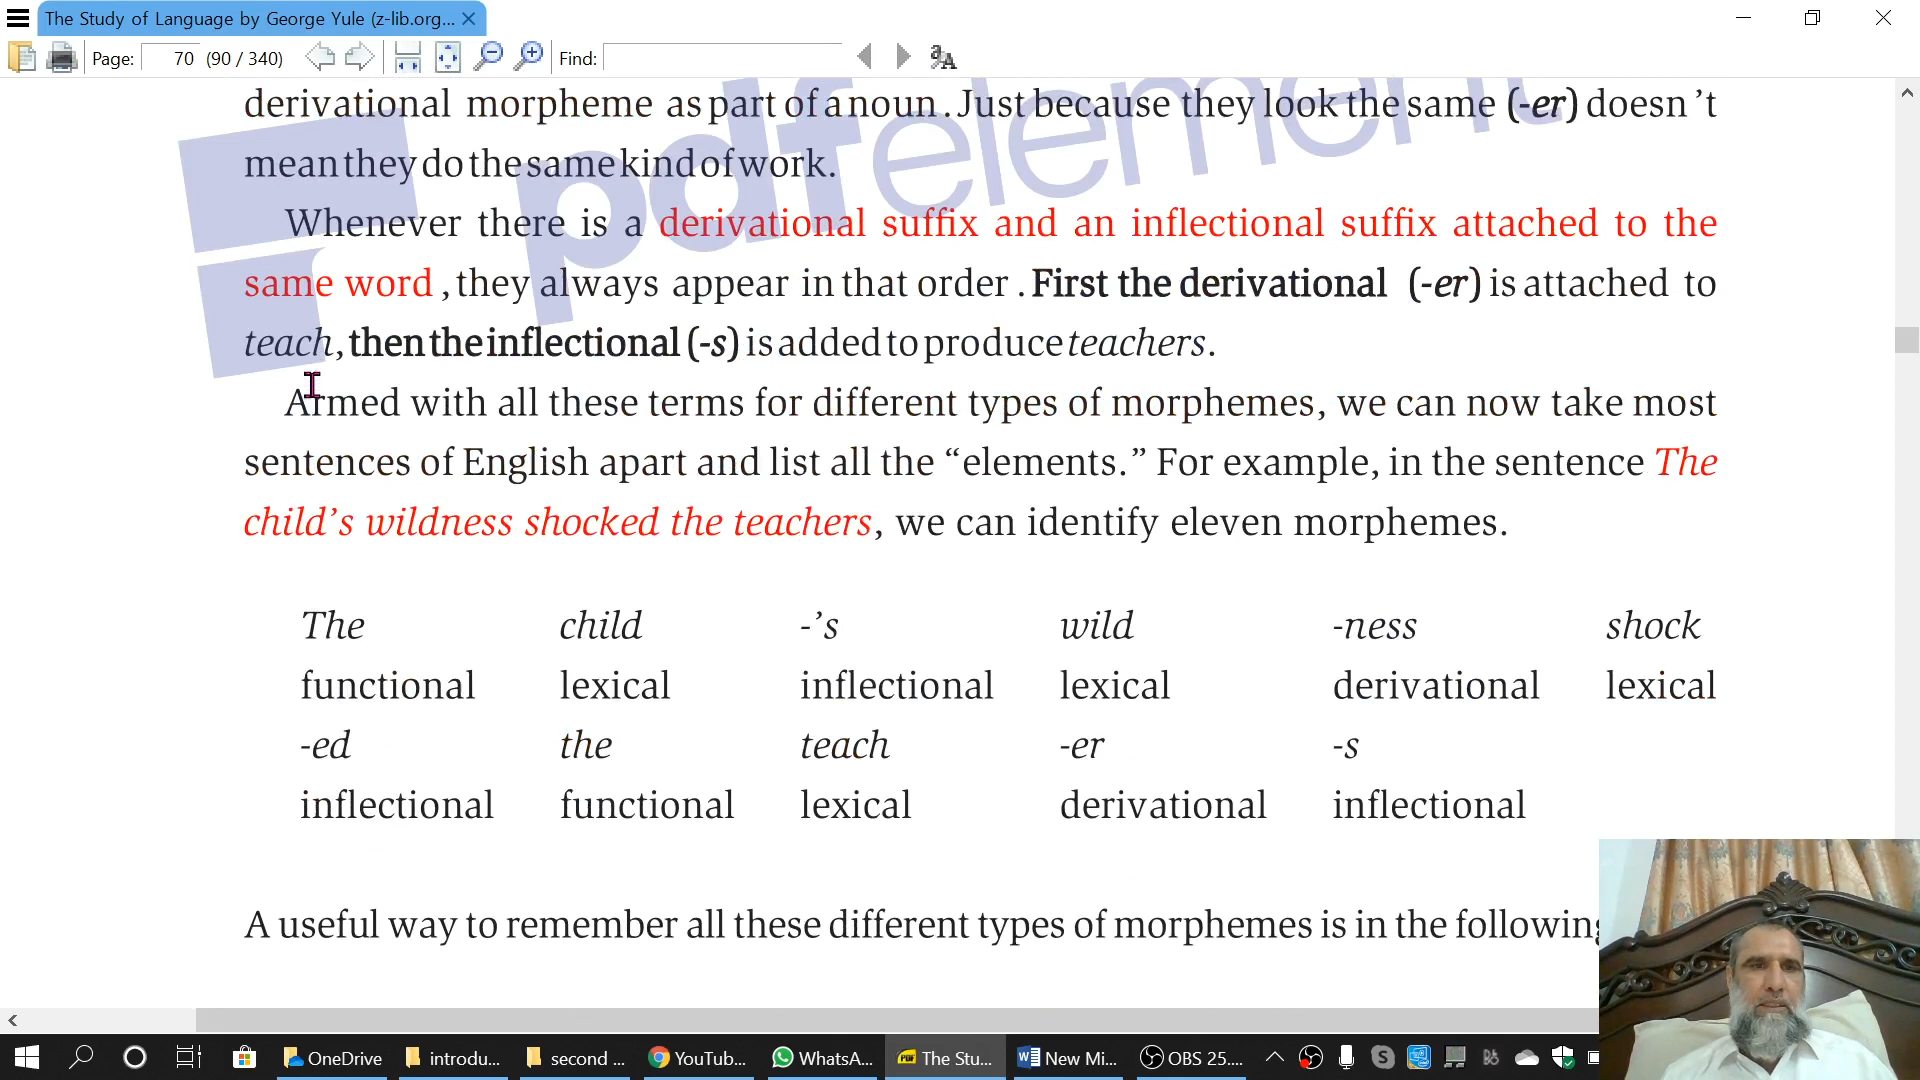 The Study of Language by George Yule (z-lib.org...
Page: 70 (90 / 340) Find:
derivational morpheme as part of a noun. Just because they look the same (-er) doesn't
mean they do the same kind of work.
Whenever there is a derivational suffix and an inflectional suffix attached to the
same word, they always appear in that order. First the derivational (-er) is attached to
teach, then the inflectional (-s) is added to produce teachers.
Armed with all these terms for different types of morphemes, we can now take most
sentences of English apart and list all the “elements.” For example, in the sentence The
child’s wildness shocked the teachers, we can identify eleven morphemes.
The child -’s wild -ness shock
functional lexical inflectional lexical derivational lexical
-ed the teach -er -s
inflectional functional lexical derivational inflectional
A useful way to remember all these different types of morphemes is in the following
pdfelement
OneDrive introdu... second ... YouTub... WhatsA... The Stu... New Mi... OBS 25....